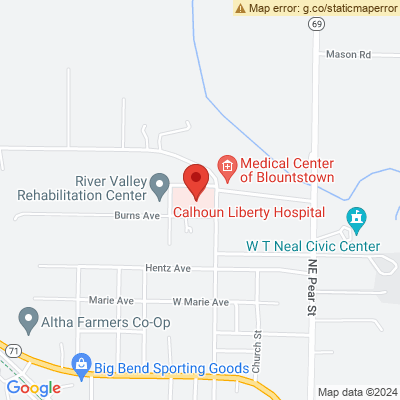 Map error: g.co/staticmaperror
69
Mason Rd
Medical Center
of Blountstown
River Valley
Rehabilitation Center
Calhoun Liberty Hospital
Burns Ave
W T Neal Civic Center
Hentz Ave
NE Pear St
Marie Ave
W Marie Ave
Altha Farmers Co-Op
Church St
71
Big Bend Sporting Goods
Google
Map data ©2024